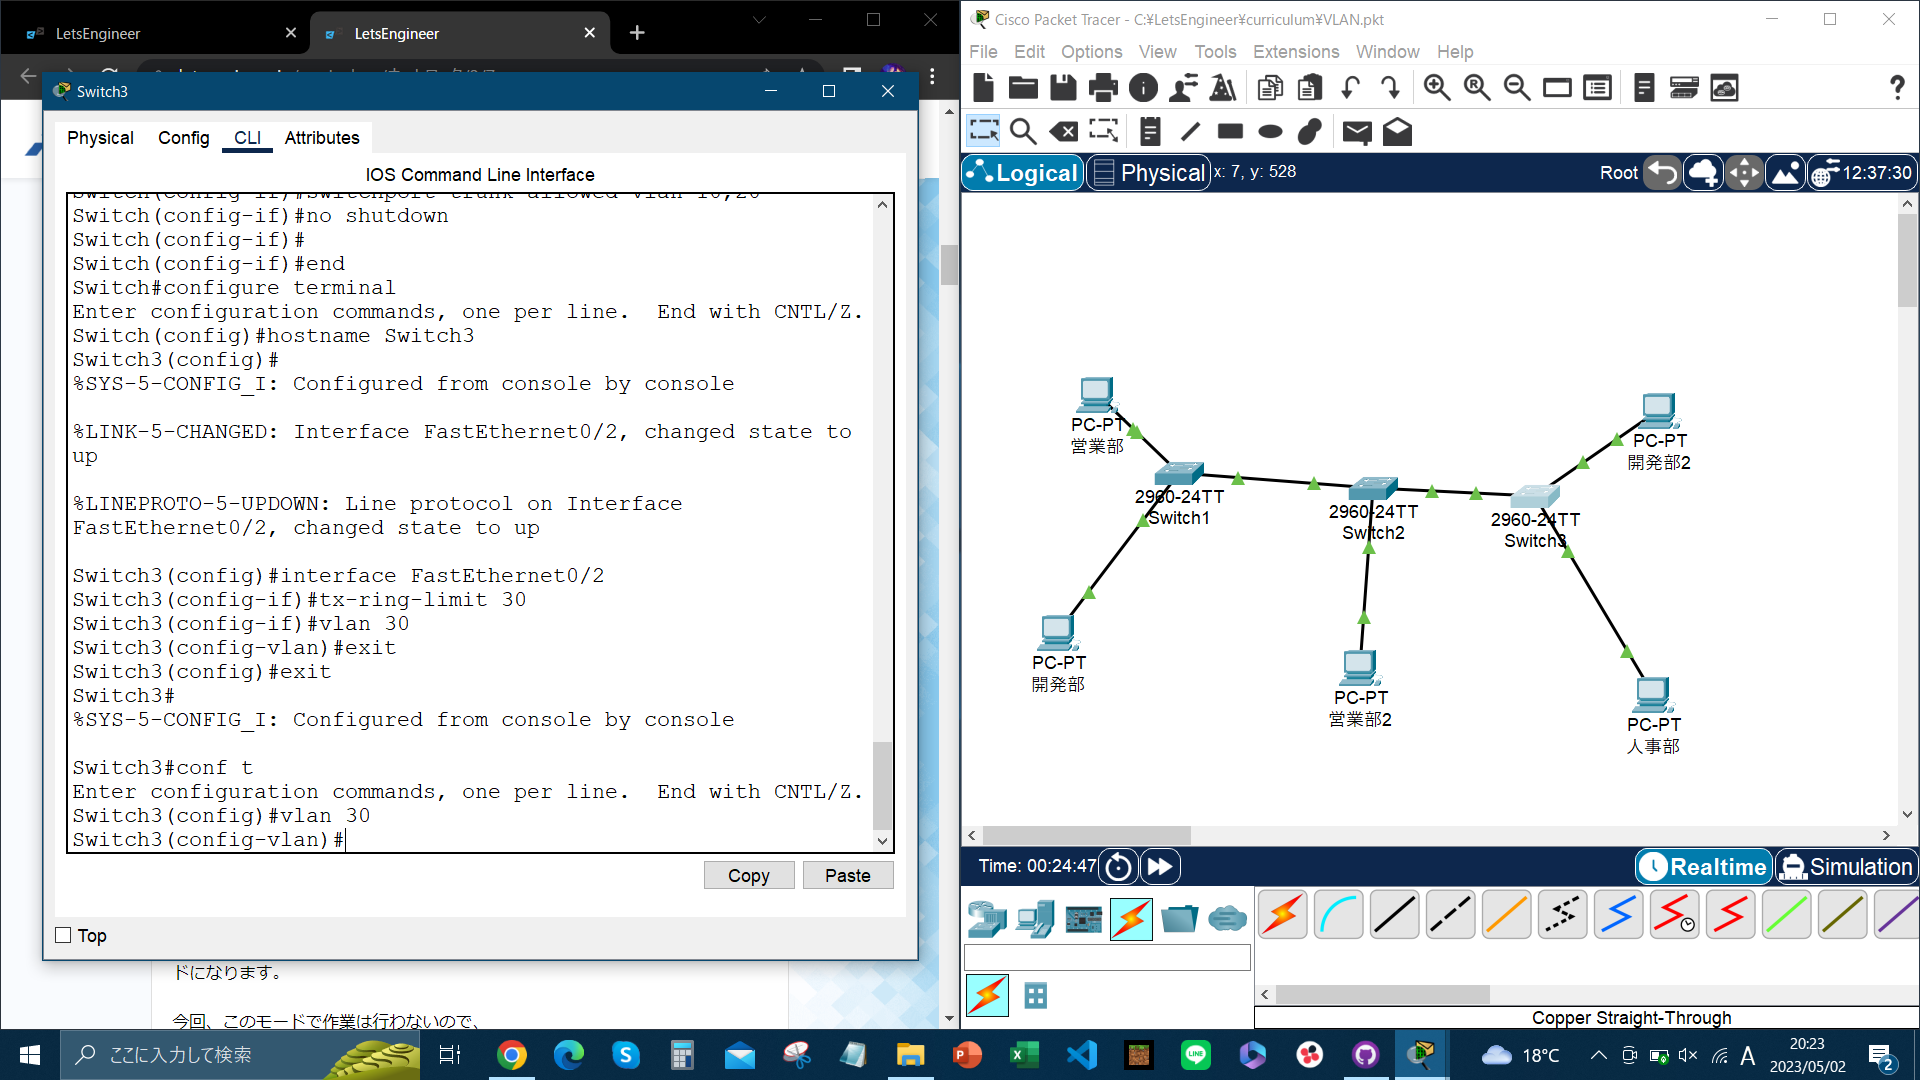 LetsEngineer
LetsEngineer
Switch3
Physical Config CLI Attributes
IOS Command Line Interface
Switch(config-if)#switchport trunk allowed vlan 10,20
Switch(config-if)#no shutdown
Switch(config-if)#
Switch(config-if)#end
Switch#configure terminal
Enter configuration commands, one per line.  End with CNTL/Z.
Switch(config)#hostname Switch3
Switch3(config)#
%SYS-5-CONFIG_I: Configured from console by console
%LINK-5-CHANGED: Interface FastEthernet0/2, changed state to
up
%LINEPROTO-5-UPDOWN: Line protocol on Interface
FastEthernet0/2, changed state to up
Switch3(config)#interface FastEthernet0/2
Switch3(config-if)#tx-ring-limit 30
Switch3(config-if)#vlan 30
Switch3(config-vlan)#exit
Switch3(config)#exit
Switch3#
%SYS-5-CONFIG_I: Configured from console by console
Switch3#conf t
Enter configuration commands, one per line.  End with CNTL/Z.
Switch3(config)#vlan 30
Switch3(config-vlan)#
Copy Paste
Top
ドになります。
今回、このモードで作業は行わないので、
Cisco Packet Tracer - C:¥LetsEngineer¥curriculum¥VLAN.pkt
File Edit Options View Tools Extensions Window Help
Logical Physical x: 7, y: 528 Root 12:37:30
PC-PT
営業部
PC-PT
開発部2
2960-24TT
Switch1
2960-24TT
Switch2
2960-24TT
Switch3
PC-PT
開発部
PC-PT
営業部2
PC-PT
人事部
Time: 00:24:47 Realtime Simulation
Copper Straight-Through
ここに入力して検索
18°C
A
20:23
2023/05/02
2